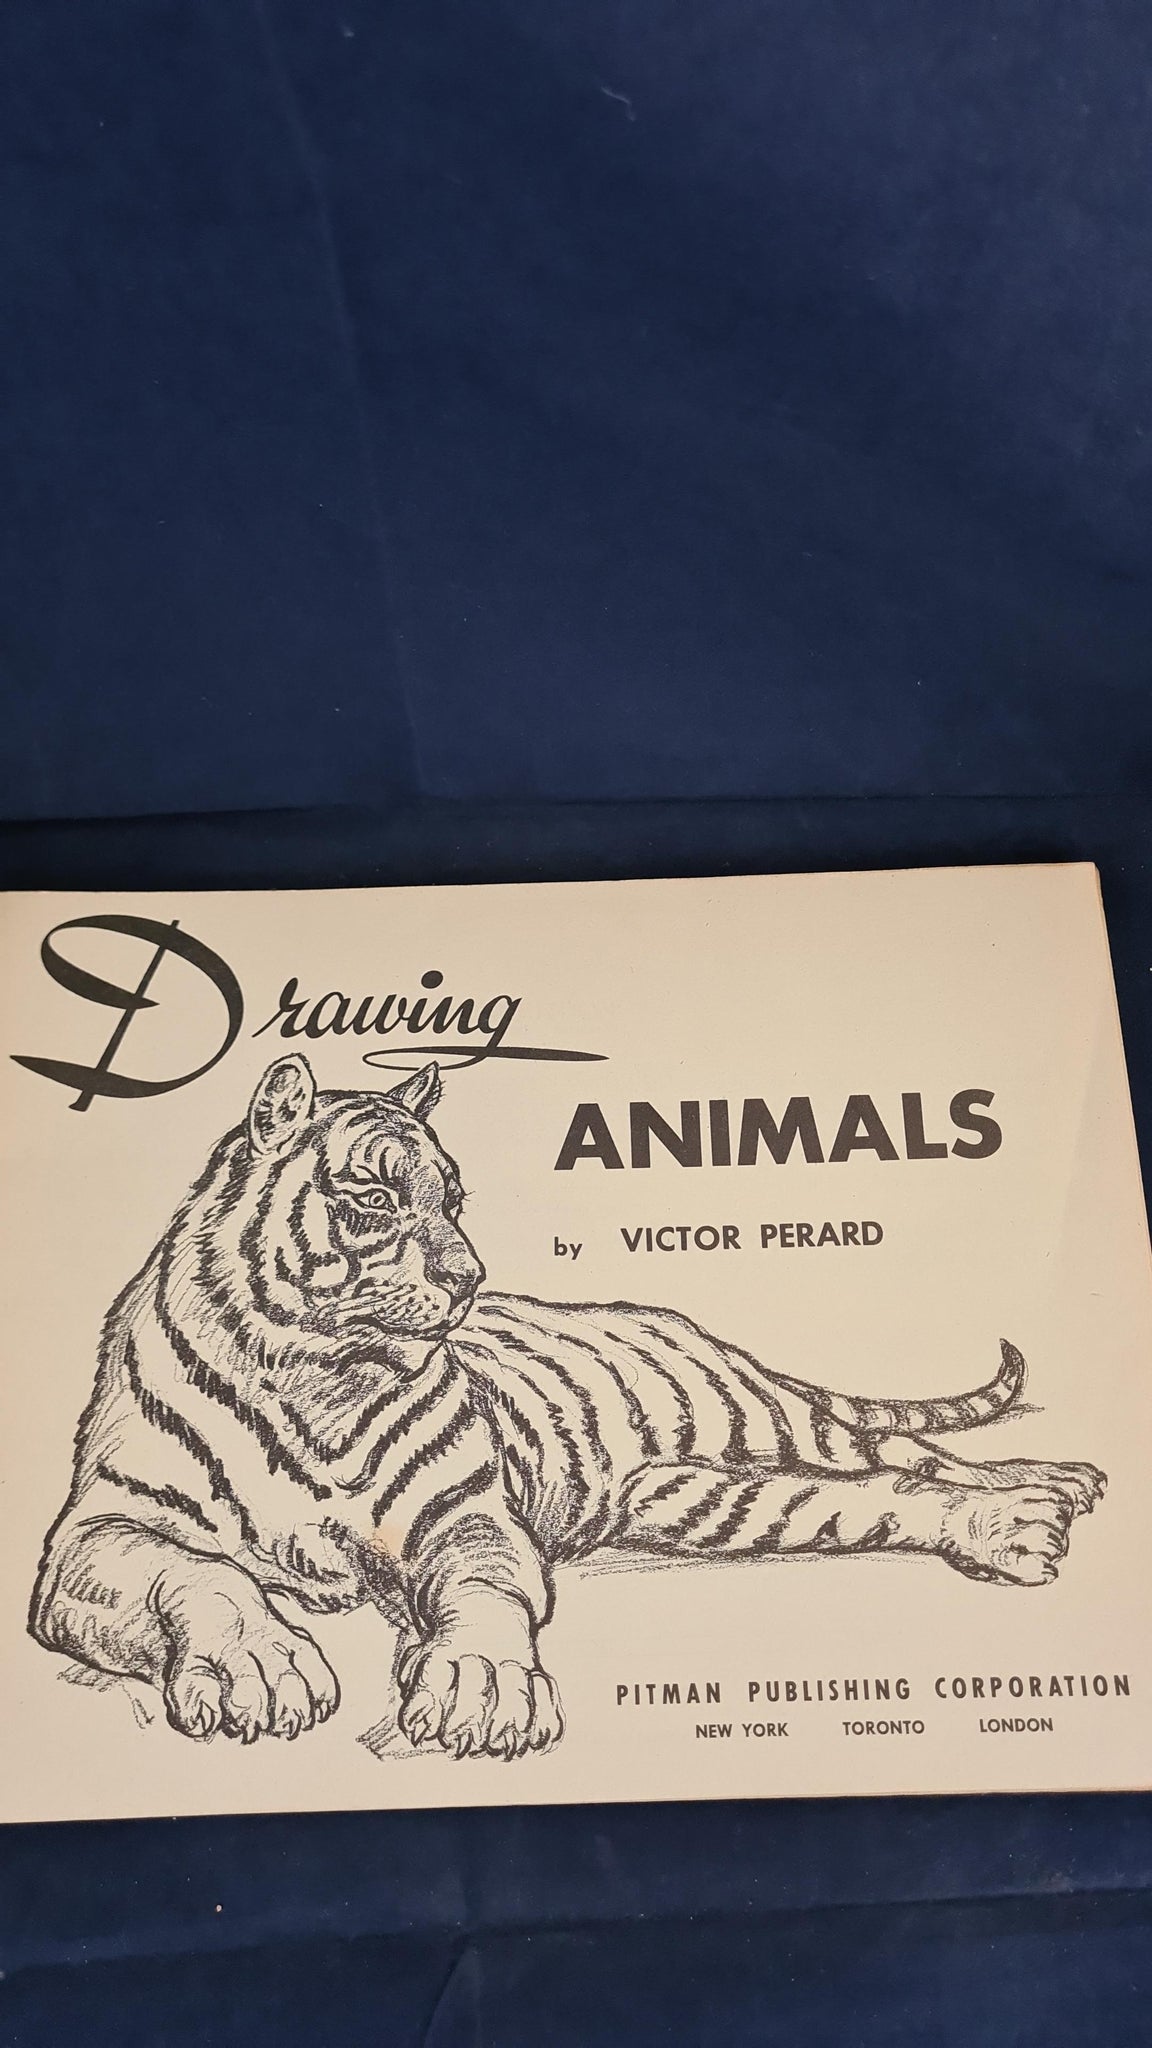 Drawing
ANIMALS
by VICTOR PERARD
PITMAN PUBLISHING CORPORATION
NEW YORK TORONTO LONDON